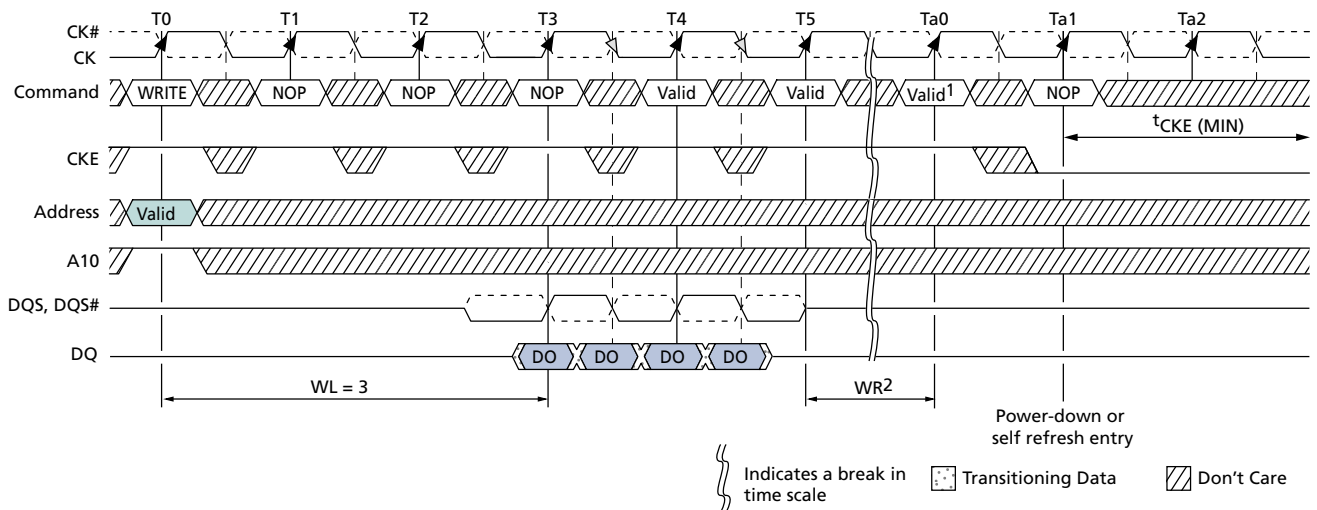 T0 T1 T2 T3 T4 T5 Ta0 Ta1 Ta2
CK#
CK
Command WRITE NOP NOP NOP Valid Valid Valid1 NOP
tCKE (MIN)
CKE
Address Valid
A10
DQS, DQS#
DQ DO DO DO DO
WL = 3 WR2
Power-down or
self refresh entry
Indicates a break in
time scale
Transitioning Data
Don't Care